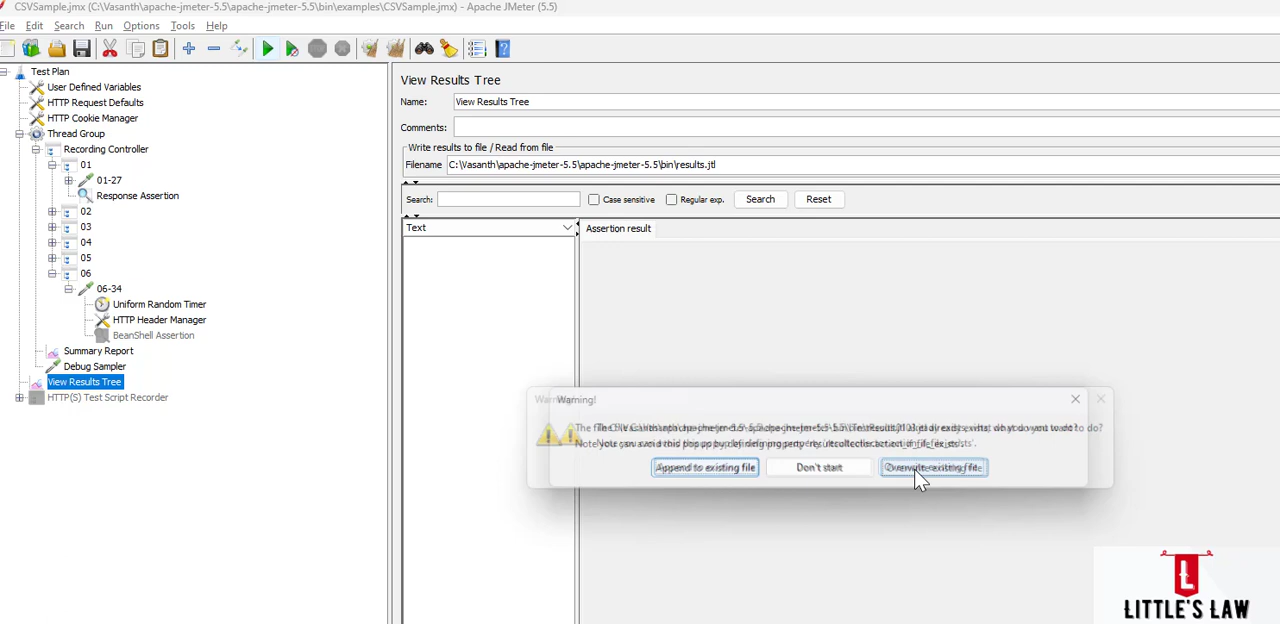 CSVSample.jmx (C:\Vasanth\apache-jmeter-5.5\apache-jmeter-5.5\bin\examples\CSVSample.jmx) - Apache JMeter (5.5)
File Edit Search Run Options Tools Help
Test Plan
User Defined Variables
HTTP Request Defaults
HTTP Cookie Manager
Thread Group
Recording Controller
01
01-27
Response Assertion
02
03
04
05
06
06-34
Uniform Random Timer
HTTP Header Manager
BeanShell Assertion
Summary Report
Debug Sampler
View Results Tree
HTTP(S) Test Script Recorder
View Results Tree
Name: View Results Tree
Comments:
Write results to file / Read from file
Filename C:\Vasanth\apache-jmeter-5.5\apache-jmeter-5.5\bin\results.jtl
Search: Case sensitive Regular exp. Search Reset
Text
Assertion result
Warning!
Append to existing file Don't start Overwrite existing file
L
LITTLE'S LAW